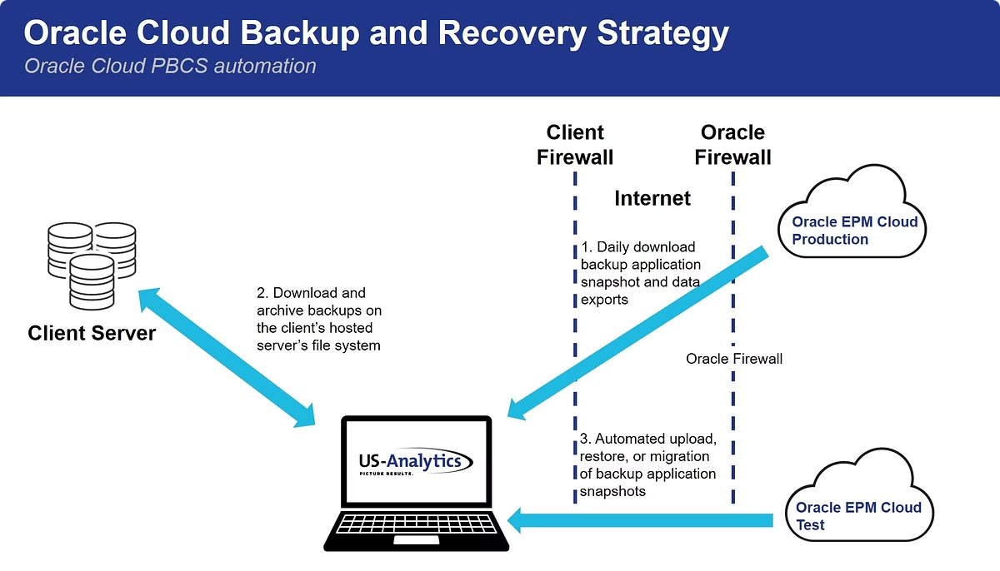 Oracle Cloud Backup and Recovery Strategy
Oracle Cloud PBCS automation
Client
Firewall
Oracle
Firewall
Internet
Oracle EPM Cloud
Production
1. Daily download
backup application
snapshot and data
exports
2. Download and
archive backups on
the client’s hosted
server’s file system
Client Server
Oracle Firewall
US-Analytics
PICTURE RESULTS.
3. Automated upload,
restore, or migration
of backup application
snapshots
Oracle EPM Cloud
Test